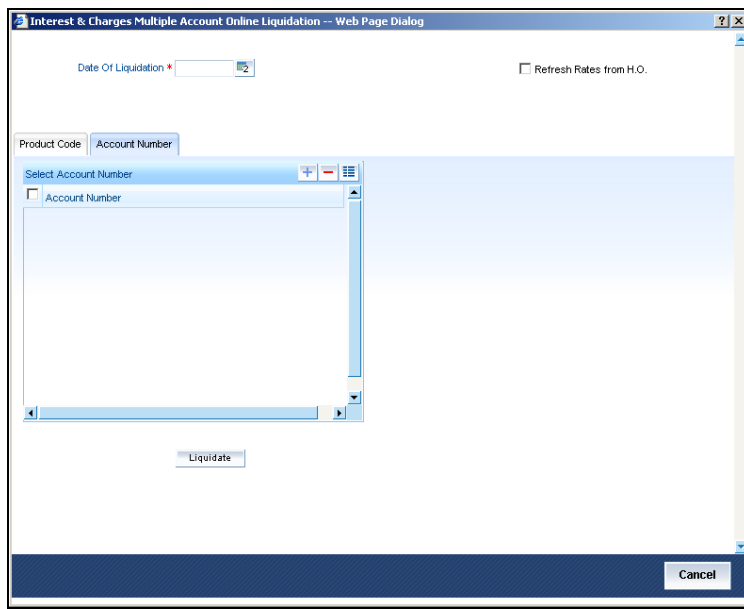 Interest & Charges Multiple Account Online Liquidation -- Web Page Dialog
Date Of Liquidation *
Refresh Rates from H.O.
Product Code Account Number
Select Account Number
Account Number
Liquidate
Cancel